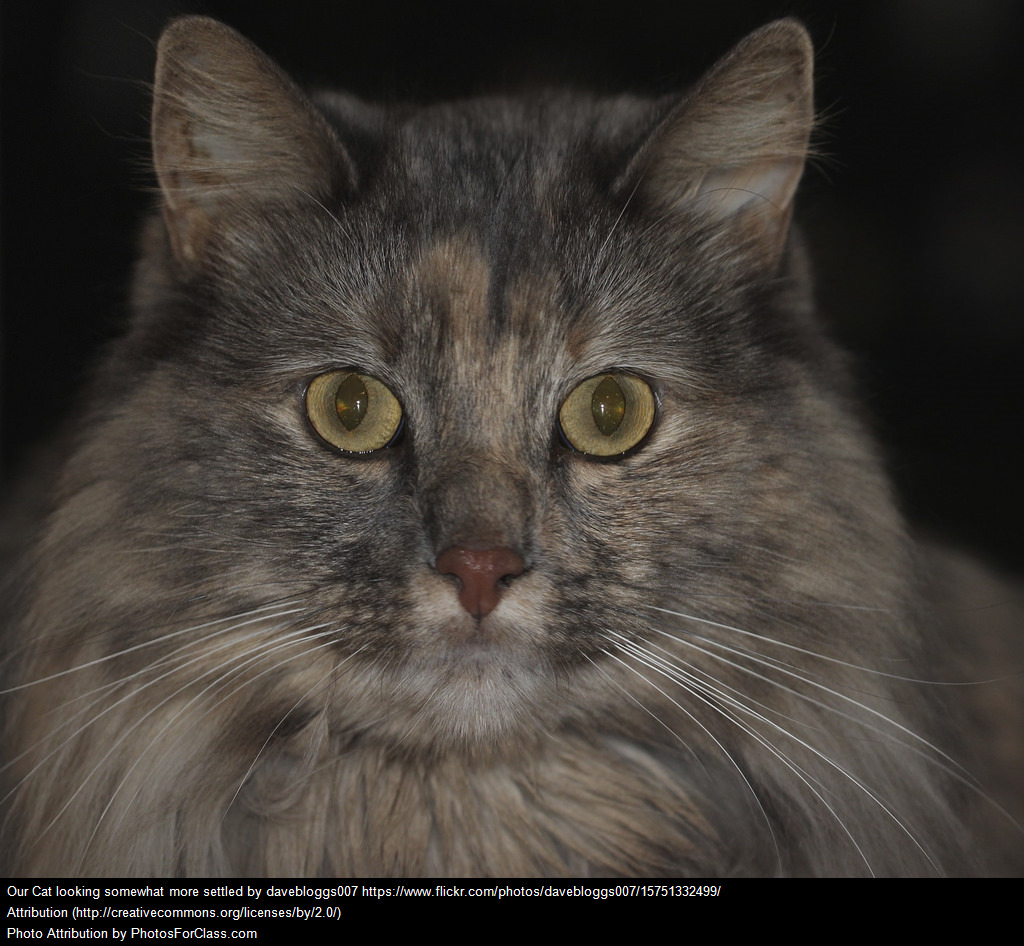 Our Cat looking somewhat more settled by davebloggs007 https://www.flickr.com/photos/davebloggs007/15751332499/
Attribution (http://creativecommons.org/licenses/by/2.0/)
Photo Attribution by PhotosForClass.com